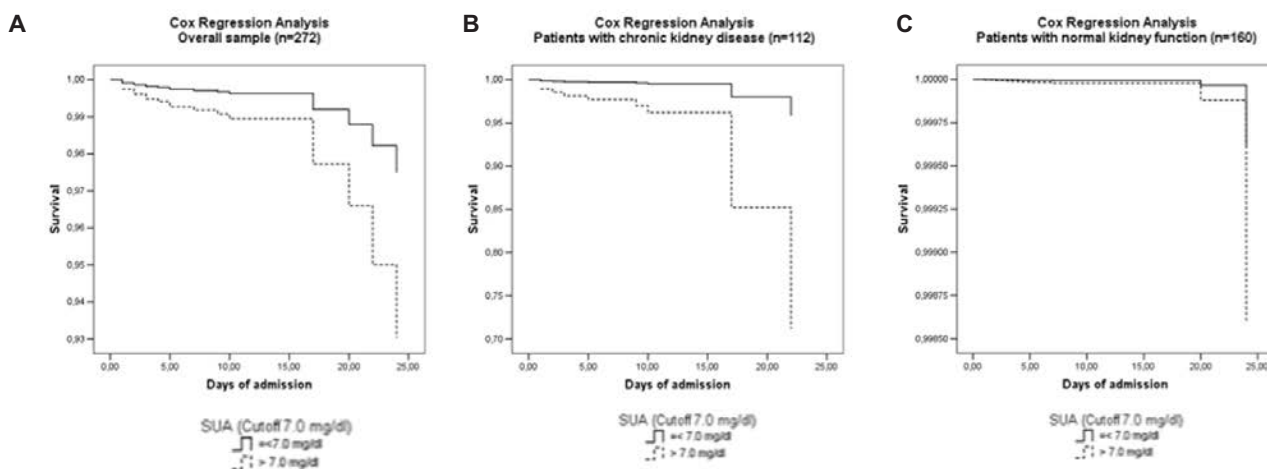 A
Cox Regression Analysis
Overall sample (n=272)
1,00
0,99
0,98
0,97
0,96
0,95
0,94
0,93
Survival
0,00
5,00
10,00
15,00
20,00
25,00
Days of admission
SUA (Cutoff 7.0 mg/dl)
=<7.0 mg/dl
> 7.0 mg/dl
B
Cox Regression Analysis
Patients with chronic kidney disease (n=112)
1,00
0,95
0,90
0,85
0,80
0,75
0,70
Survival
0,00
5,00
10,00
15,00
20,00
25,00
Days of admission
SUA (Cutoff 7.0 mg/dl)
=< 7.0 mg/dl
> 7.0 mg/dl
C
Cox Regression Analysis
Patients with normal kidney function (n=160)
1,00000
0,99975
0,99950
0,99925
0,99900
0,99875
0,99850
Survival
0,00
5,00
10,00
15,00
20,00
25,00
Days of admission
SUA (Cutoff 7.0 mg/dl)
=< 7.0 mg/dl
> 7.0 mg/dl